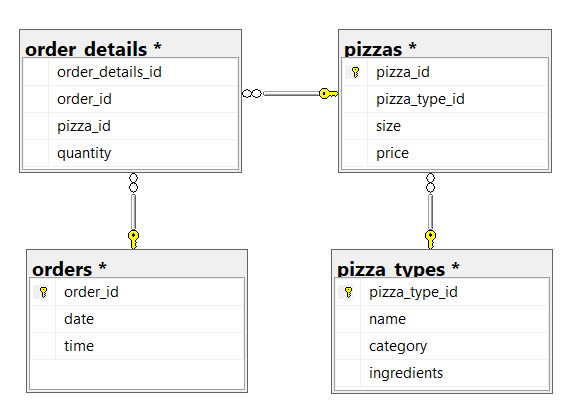 order_details *
order_details_id
order_id
pizza_id
quantity
pizzas *
pizza_id
pizza_type_id
size
price
orders *
order_id
date
time
pizza_types *
pizza_type_id
name
category
ingredients